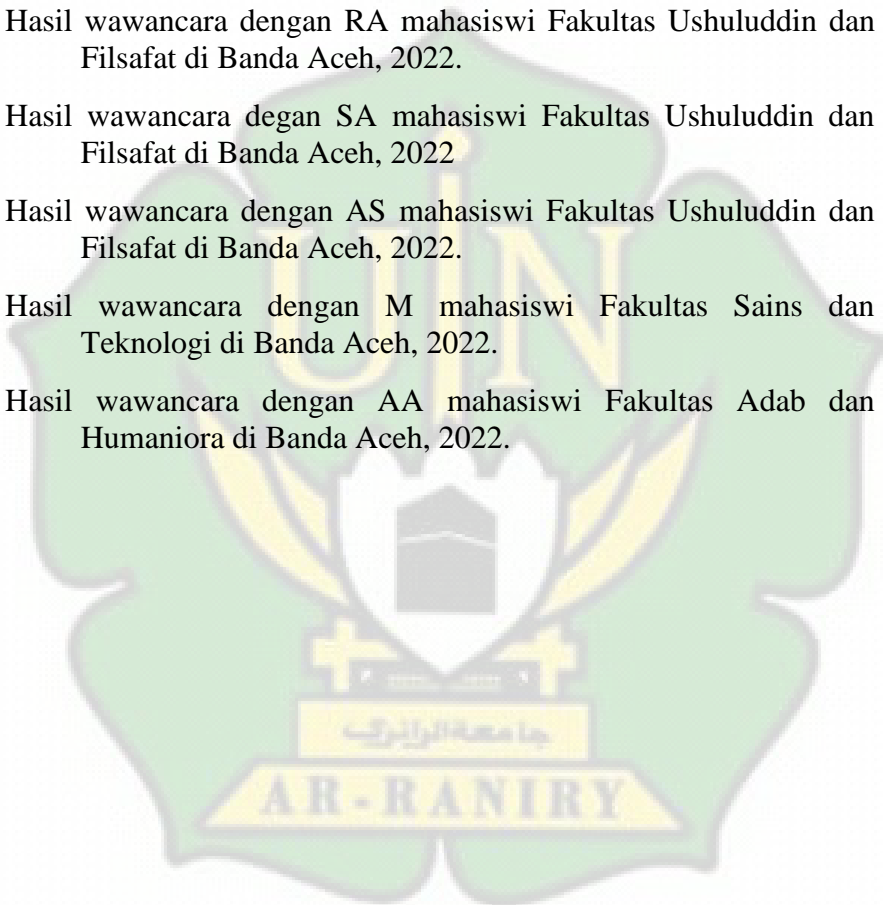 Hasil wawancara dengan RA mahasiswi Fakultas Ushuluddin dan
Filsafat di Banda Aceh, 2022.
Hasil wawancara degan SA mahasiswi Fakultas Ushuluddin dan
Filsafat di Banda Aceh, 2022
Hasil wawancara dengan AS mahasiswi Fakultas Ushuluddin dan
Filsafat di Banda Aceh, 2022.
Hasil wawancara dengan M mahasiswi Fakultas Sains dan
Teknologi di Banda Aceh, 2022.
Hasil wawancara dengan AA mahasiswi Fakultas Adab dan
Humaniora di Banda Aceh, 2022.
UIN
جامعة الرانري
AR-RANIRY